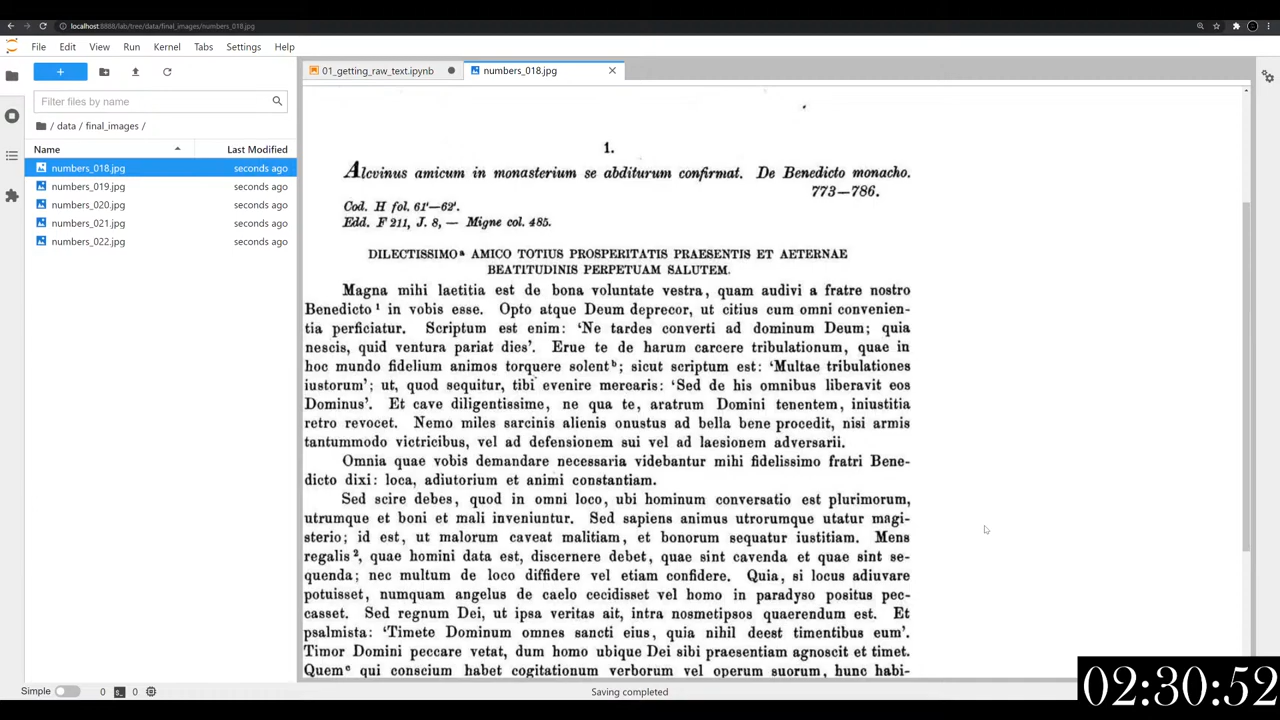 localhost:8888/lab/tree/data/final_images/numbers_018.jpg
File Edit View Run Kernel Tabs Settings Help
01_getting_raw_text.ipynb numbers_018.jpg
Filter files by name
/ data / final_images /
Name Last Modified
numbers_018.jpg seconds ago
numbers_019.jpg seconds ago
numbers_020.jpg seconds ago
numbers_021.jpg seconds ago
numbers_022.jpg seconds ago
1.
Alcvinus amicum in monasterium se abditurum confirmat. De Benedicto monacho.
773—786.
Cod. H fol. 61'—62'.
Edd. F 211, J. 8, — Migne col. 485.
DILECTISSIMOᵃ AMICO TOTIUS PROSPERITATIS PRAESENTIS ET AETERNAE
BEATITUDINIS PERPETUAM SALUTEM.
Magna mihi laetitia est de bona voluntate vestra, quam audivi a fratre nostro
Benedicto ¹ in vobis esse. Opto atque Deum deprecor, ut citius cum omni convenien-
tia perficiatur. Scriptum est enim: ‘Ne tardes converti ad dominum Deum; quia
nescis, quid ventura pariat dies’. Erue te de harum carcere tribulationum, quae in
hoc mundo fidelium animos torquere solentᵇ; sicut scriptum est: ‘Multae tribulationes
iustorum’; ut, quod sequitur, tibi evenire merearis: ‘Sed de his omnibus liberavit eos
Dominus’. Et cave diligentissime, ne qua te, aratrum Domini tenentem, iniustitia
retro revocet. Nemo miles sarcinis alienis onustus ad bella bene procedit, nisi armis
tantummodo victricibus, vel ad defensionem sui vel ad laesionem adversarii.
Omnia quae vobis demandare necessaria videbantur mihi fidelissimo fratri Bene-
dicto dixi: loca, adiutorium et animi constantiam.
Sed scire debes, quod in omni loco, ubi hominum conversatio est plurimorum,
utrumque et boni et mali inveniuntur. Sed sapiens animus utrorumque utatur magi-
sterio; id est, ut malorum caveat malitiam, et bonorum sequatur iustitiam. Mens
regalis ², quae homini data est, discernere debet, quae sint cavenda et quae sint se-
quenda; nec multum de loco diffidere vel etiam confidere. Quia, si locus adiuvare
potuisset, numquam angelus de caelo cecidisset vel homo in paradyso positus pec-
casset. Sed regnum Dei, ut ipsa veritas ait, intra nosmetipsos quaerendum est. Et
psalmista: ‘Timete Dominum omnes sancti eius, quia nihil deest timentibus eum’.
Timor Domini peccare vetat, dum homo ubique Dei sibi praesentiam agnoscit et timet.
Quemᶜ qui conscium habet cogitationum verborum vel operum suorum, hunc habi-
Simple 0 0 Saving completed
02:30:52